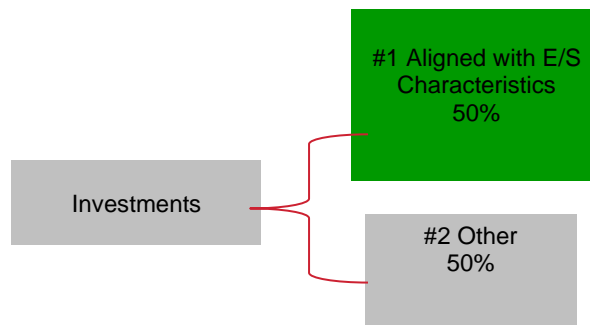 #1 Aligned with E/S
Characteristics
50%
Investments
#2 Other
50%